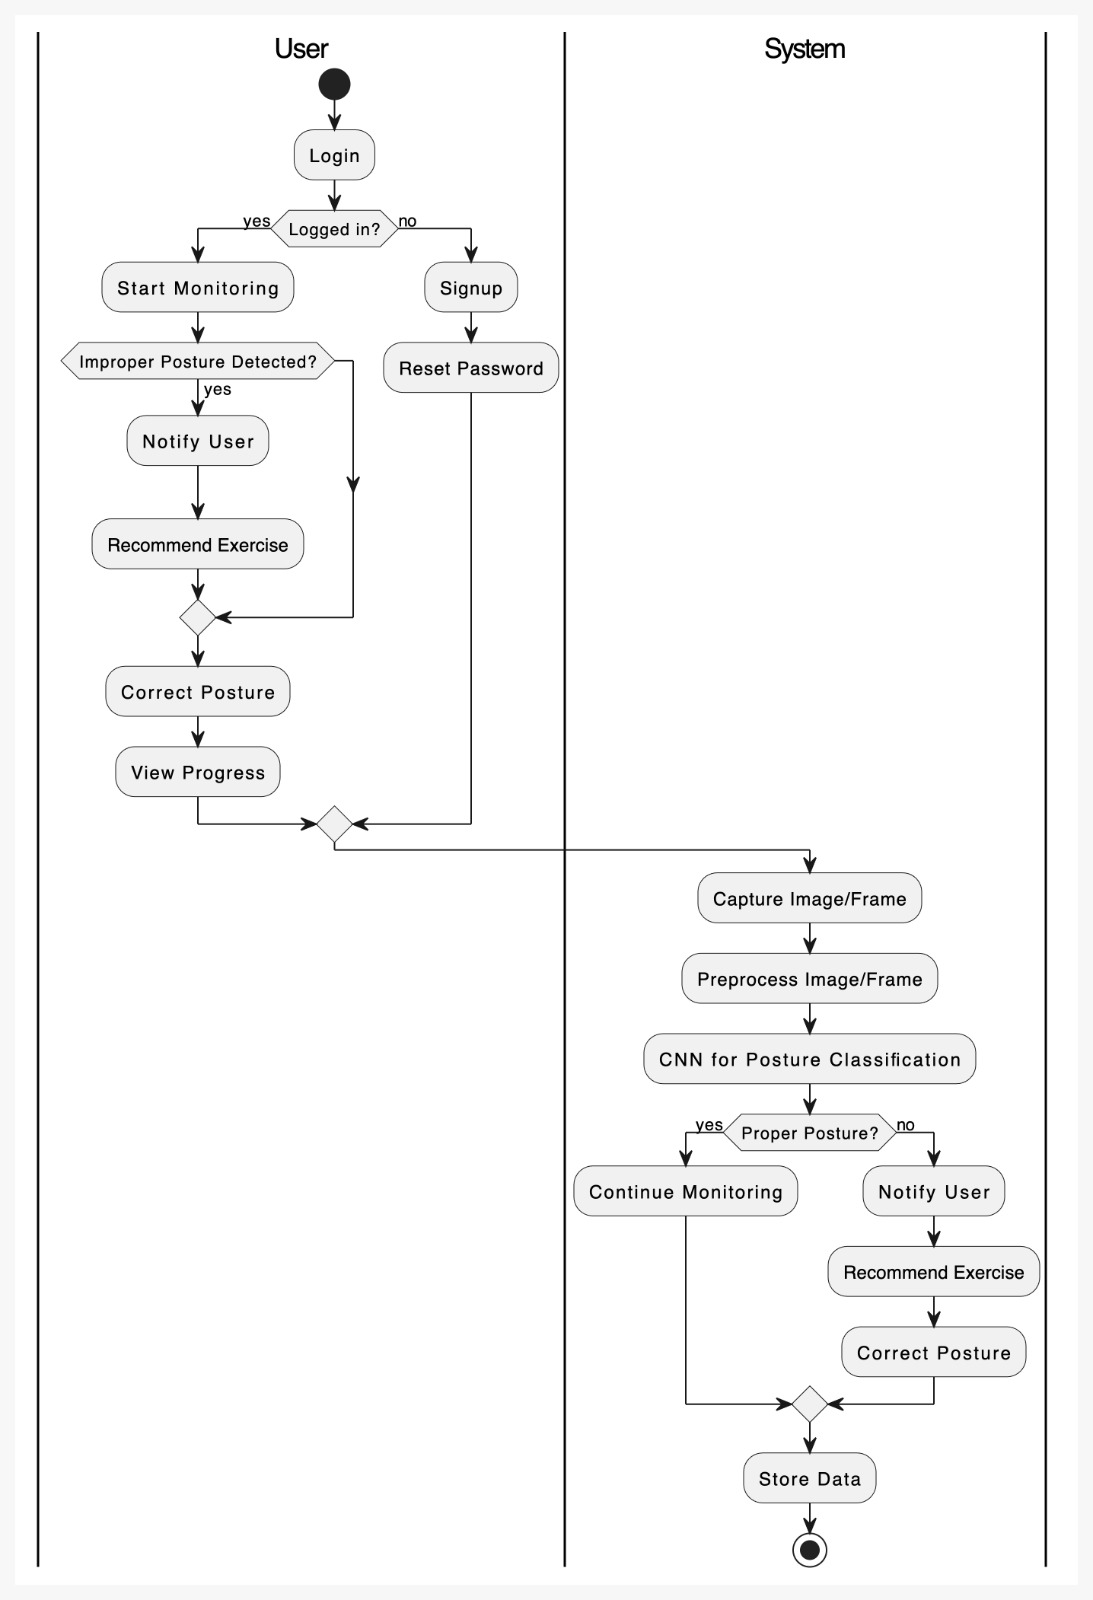 User
System
Login
yes
Logged in?
no
Start Monitoring
Signup
Improper Posture Detected?
Reset Password
yes
Notify User
Recommend Exercise
Correct Posture
View Progress
Capture Image/Frame
Preprocess Image/Frame
CNN for Posture Classification
yes
Proper Posture?
no
Continue Monitoring
Notify User
Recommend Exercise
Correct Posture
Store Data